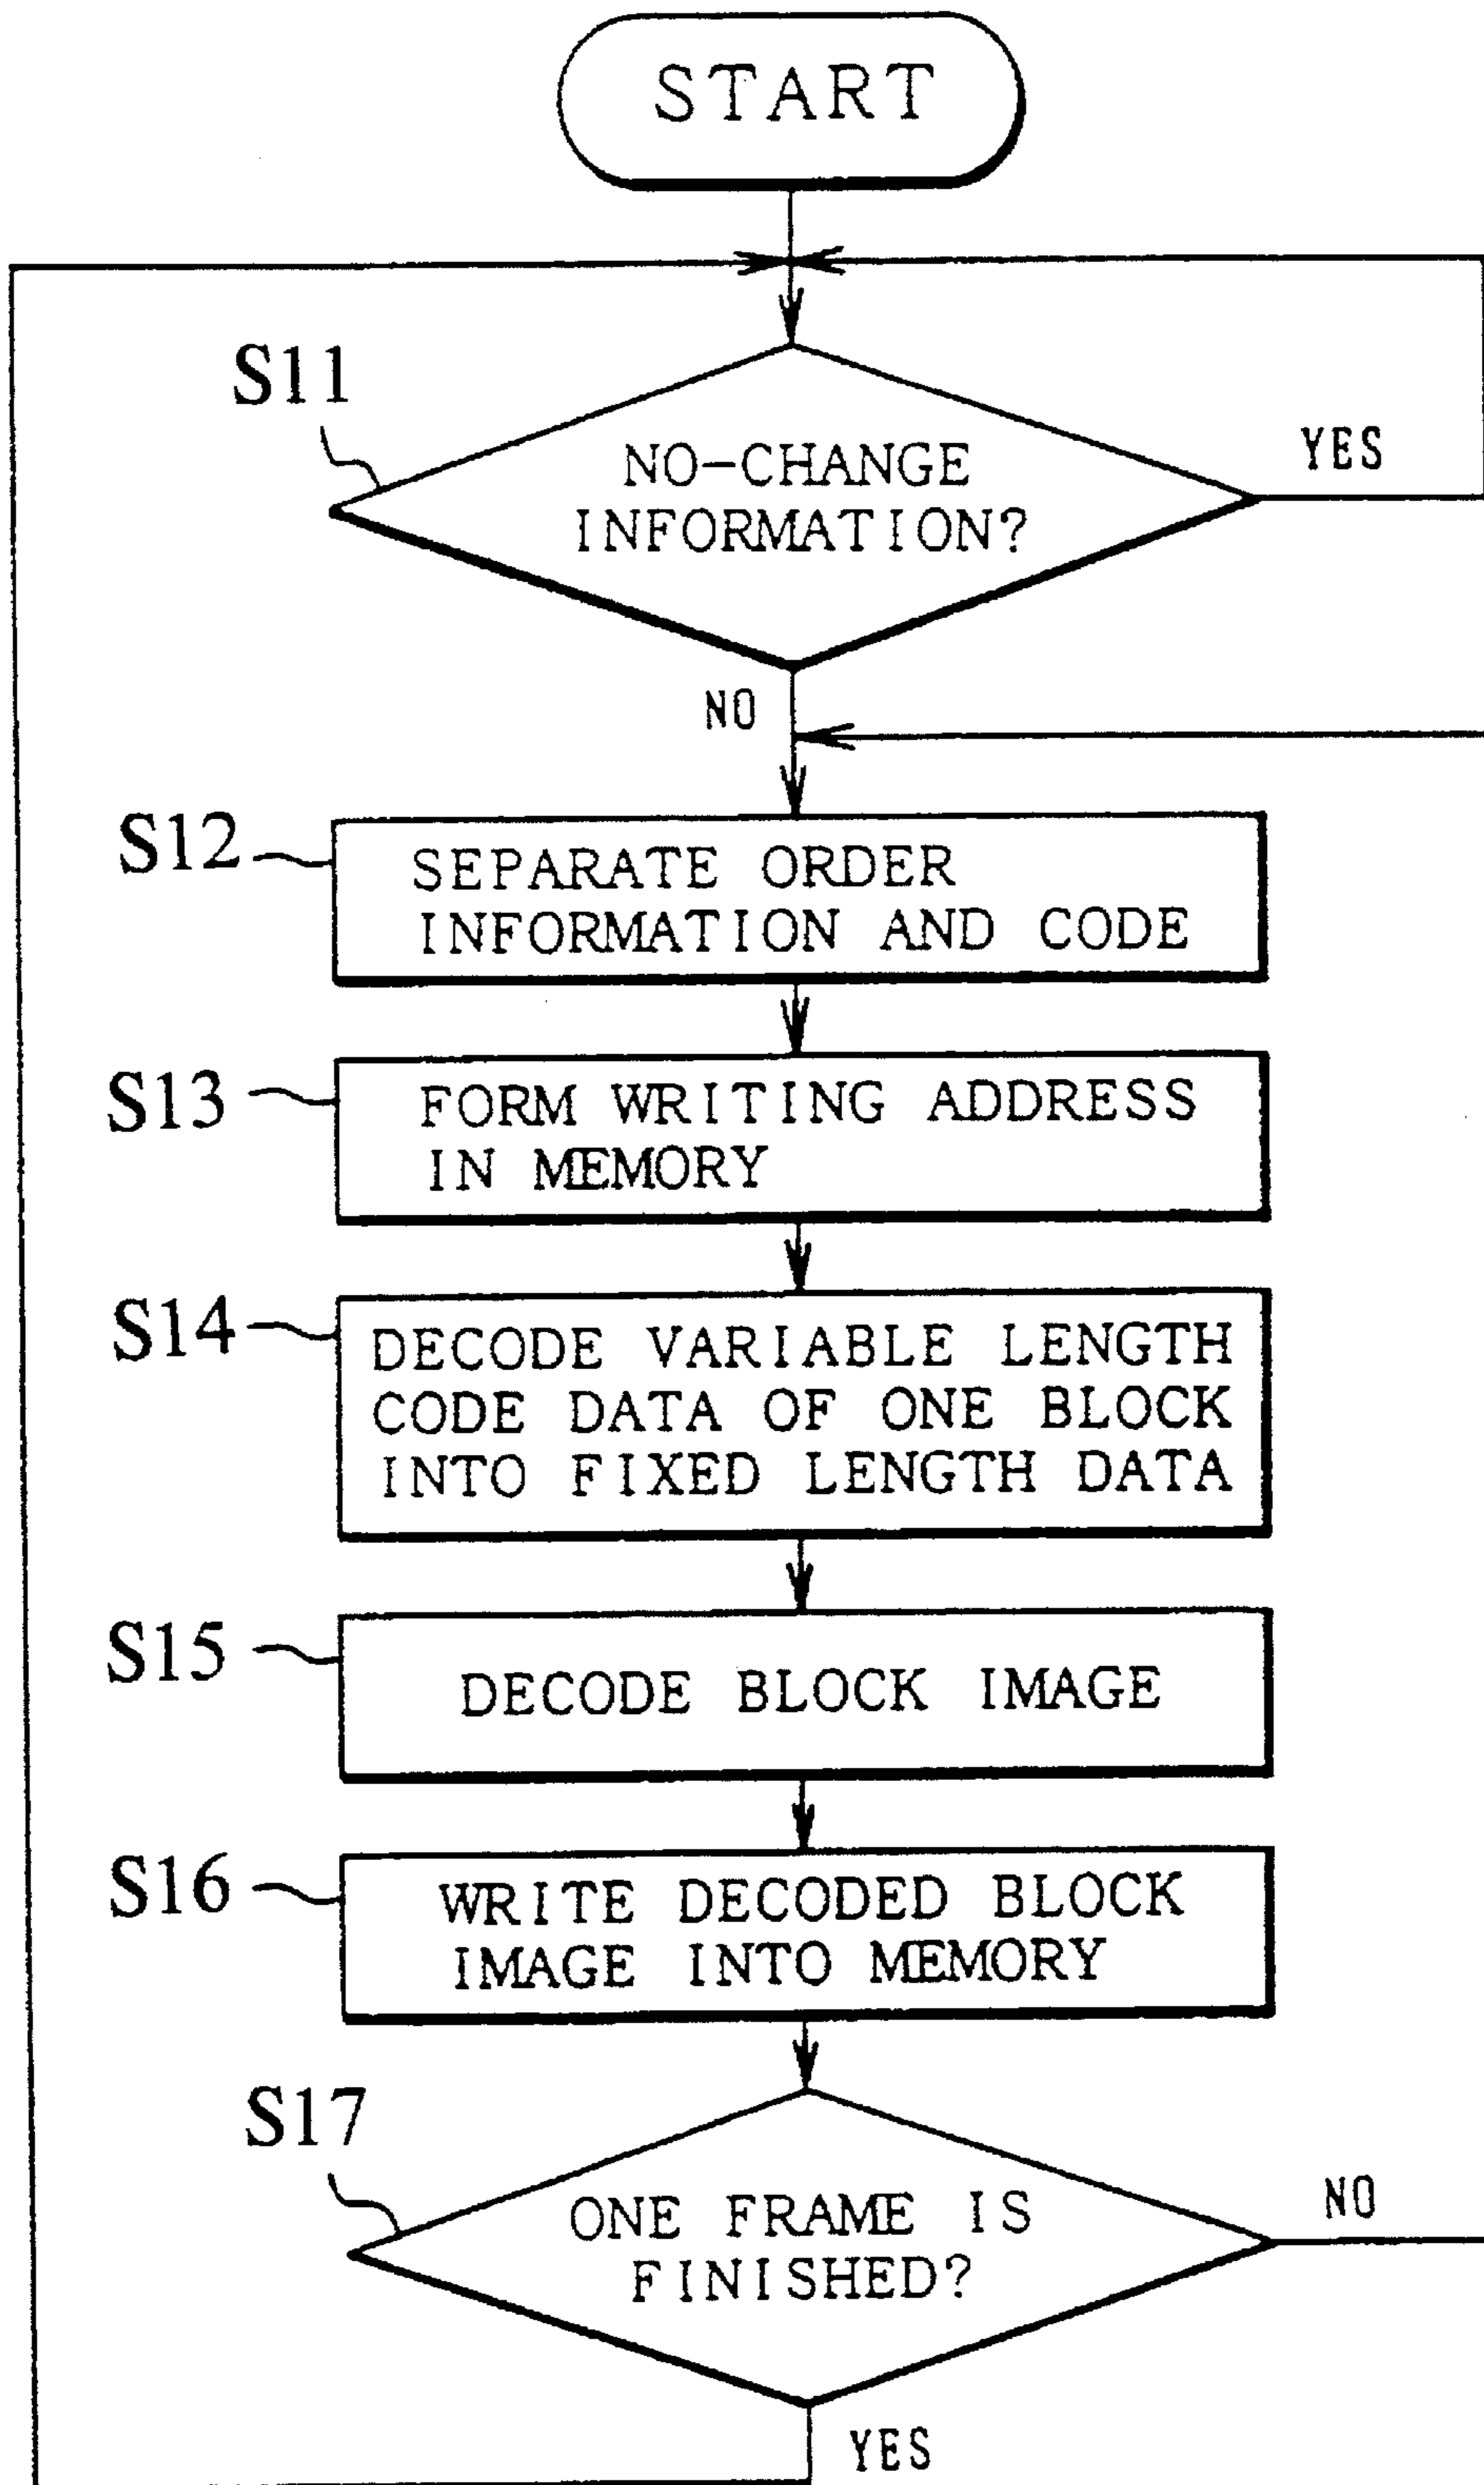 START
S11
NO-CHANGE
INFORMATION?
YES
NO
S12
SEPARATE ORDER
INFORMATION AND CODE
S13
FORM WRITING ADDRESS
IN MEMORY
S14
DECODE VARIABLE LENGTH
CODE DATA OF ONE BLOCK
INTO FIXED LENGTH DATA
S15
DECODE BLOCK IMAGE
S16
WRITE DECODED BLOCK
IMAGE INTO MEMORY
S17
ONE FRAME IS
FINISHED?
NO
YES